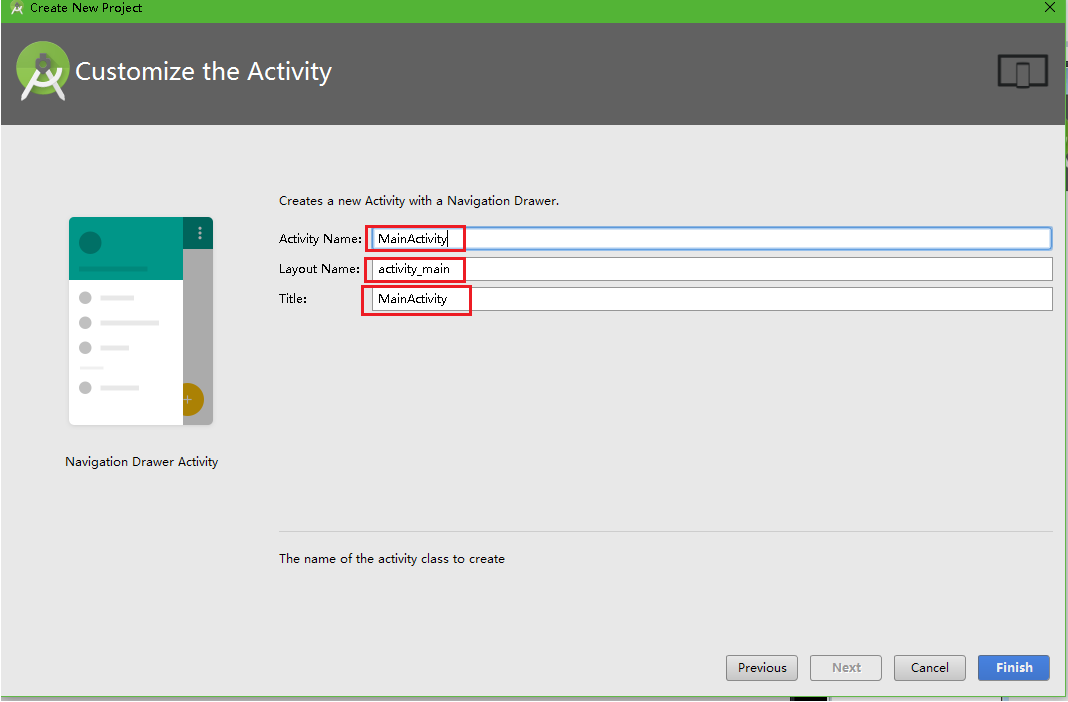 Create New Project
Customize the Activity
Creates a new Activity with a Navigation Drawer.
Activity Name: MainActivity
Layout Name: activity_main
Title: MainActivity
Navigation Drawer Activity
The name of the activity class to create
Previous Next Cancel Finish